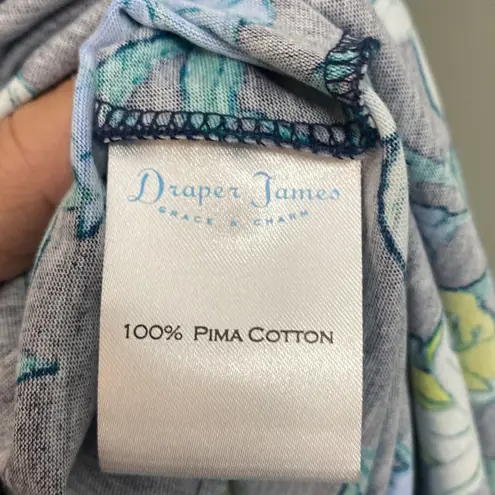 Draper James
GRACE & CHARM
100% PIMA COTTON